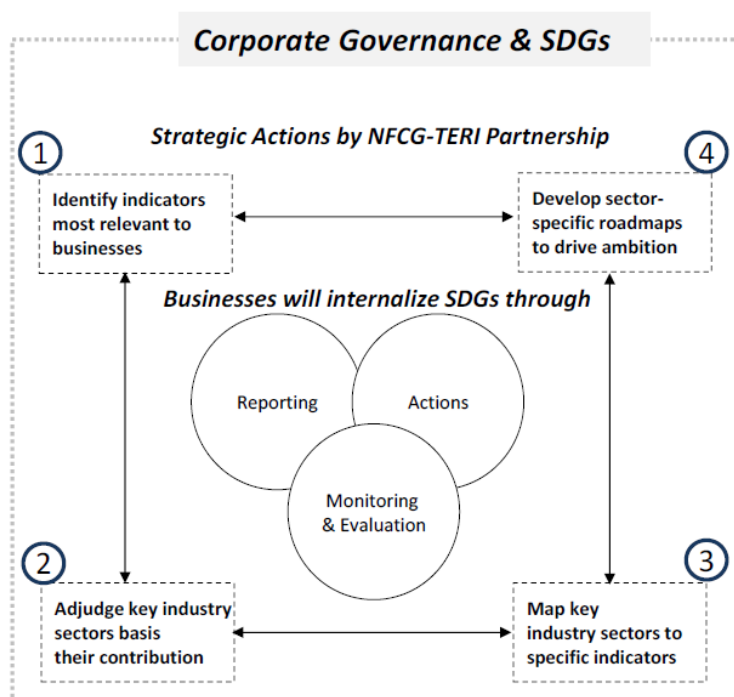 Corporate Governance & SDGs
Strategic Actions by NFCG-TERI Partnership
1
Identify indicators
most relevant to
businesses
4
Develop sector-
specific roadmaps
to drive ambition
Businesses will internalize SDGs through
Reporting
Actions
Monitoring
& Evaluation
2
Adjudge key industry
sectors basis
their contribution
3
Map key
industry sectors to
specific indicators